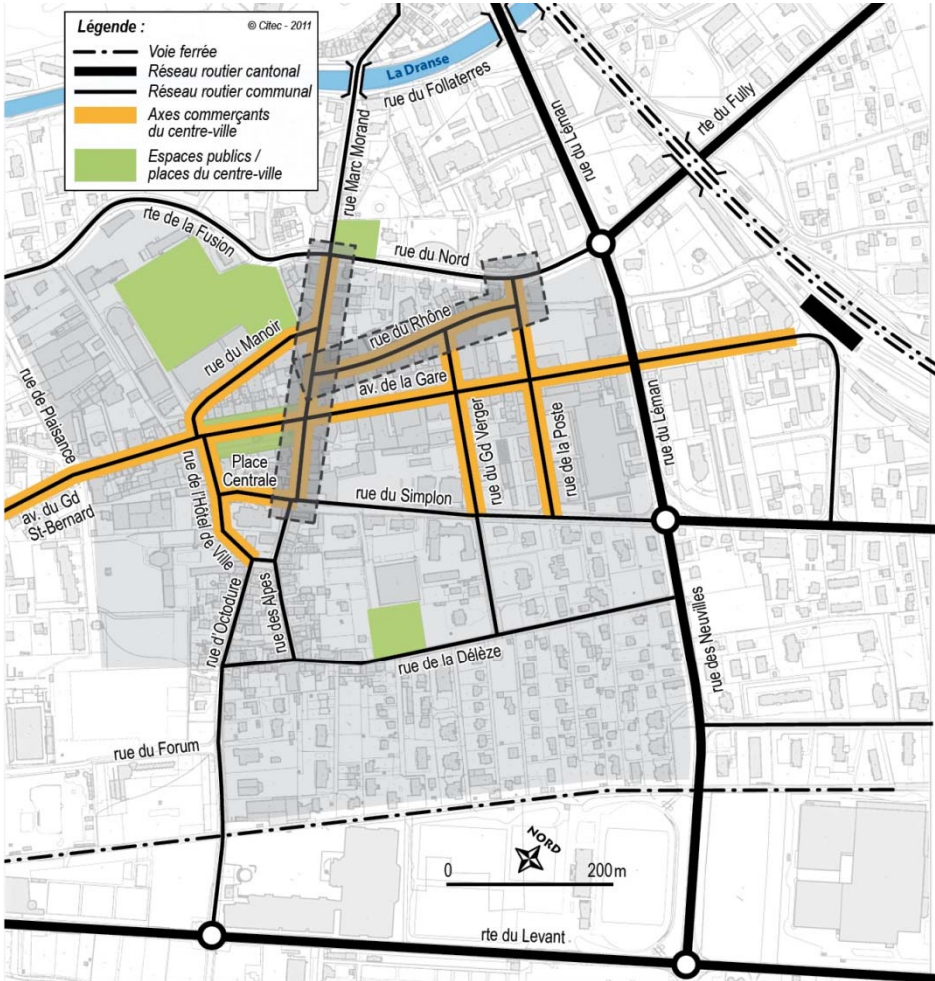 Légende :
© Citec - 2011
Voie ferrée
Réseau routier cantonal
Réseau routier communal
Axes commerçants
du centre-ville
Espaces publics /
places du centre-ville
La Dranse
rue du Follaterres
rue Marc Morand
rue du Léman
rte du Fully
rte de la Fusion
rue du Nord
rue du Manoir
rue du Rhône
av. de la Gare
rue de Plaisance
rue du Léman
rue du Gd Verger
rue de la Poste
Place
Centrale
rue du Simplon
av. du Gd
St-Bernard
rue de l'Hôtel de Ville
rue d'Octodure
rue des Alpes
rue de la Délèze
rue des Neuvilles
rue du Forum
NORD
0 200 m
rte du Levant